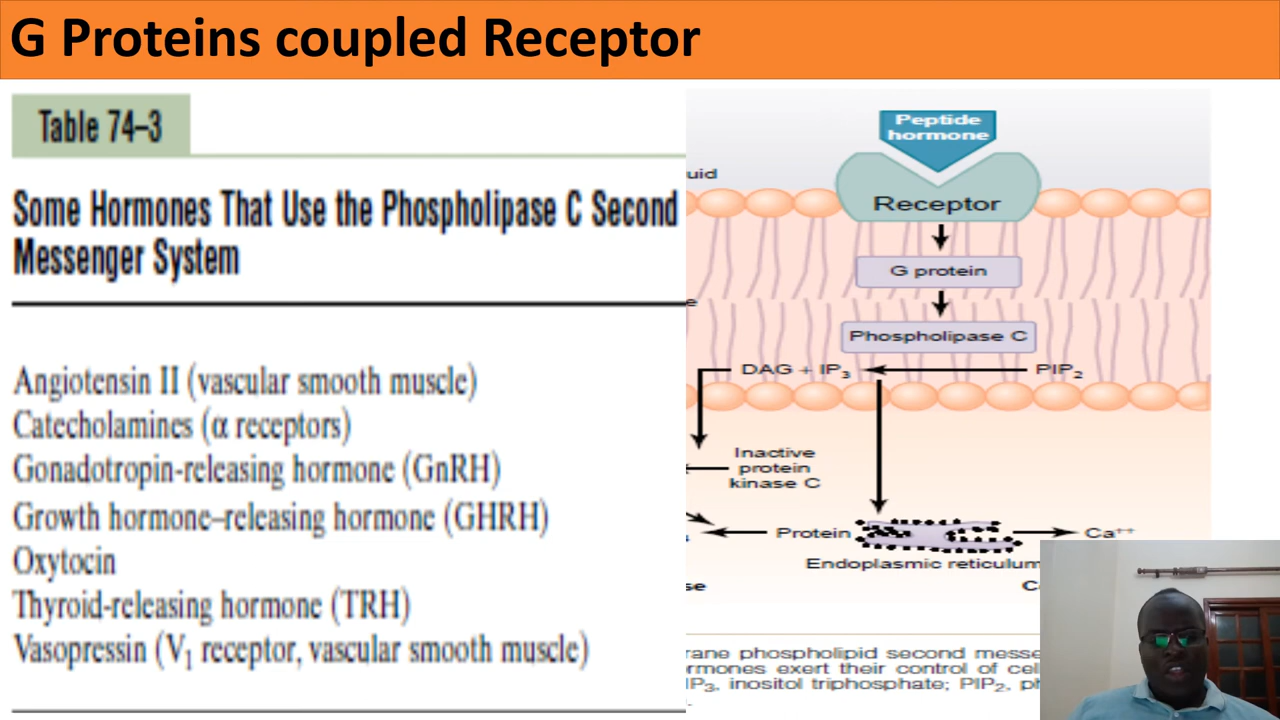 G Proteins coupled Receptor
Table 74–3
Some Hormones That Use the Phospholipase C Second
Messenger System
Angiotensin II (vascular smooth muscle)
Catecholamines (α receptors)
Gonadotropin-releasing hormone (GnRH)
Growth hormone–releasing hormone (GHRH)
Oxytocin
Thyroid-releasing hormone (TRH)
Vasopressin (V₁ receptor, vascular smooth muscle)
Peptide
hormone
uid
Receptor
G protein
e
Phospholipase C
DAG + IP₃
PIP₂
Inactive
protein
kinase C
Protein
Ca⁺⁺
Endoplasmic reticulum
se
C
rane phospholipid second messe
rmones exert their control of cel
IP₃, inositol triphosphate; PIP₂, ph